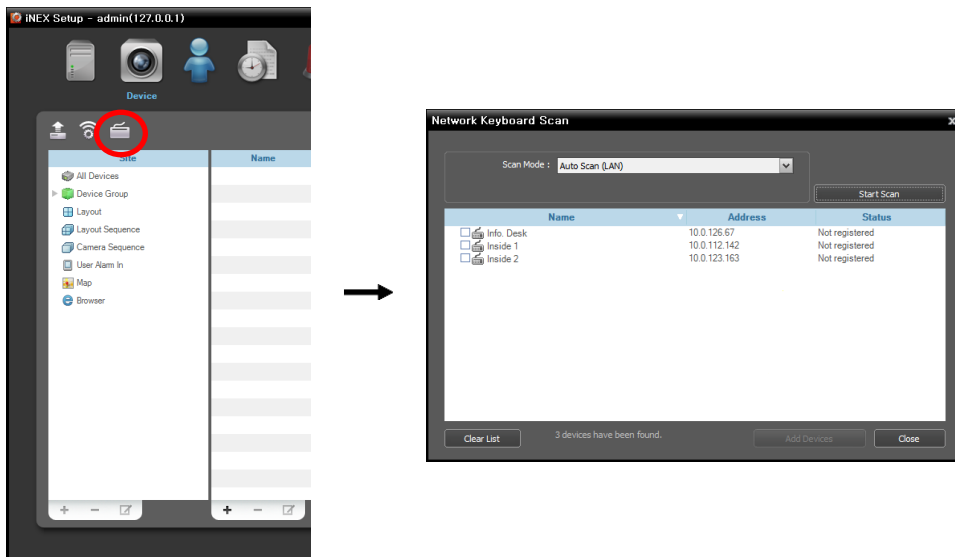 iNEX Setup - admin(127.0.0.1)
Device
Site
Name
All Devices
Device Group
Layout
Layout Sequence
Camera Sequence
User Alarm In
Map
Browser
Network Keyboard Scan
Scan Mode :
Auto Scan (LAN)
Start Scan
Name Address Status
Info. Desk 10.0.126.67 Not registered
Inside 1 10.0.112.142 Not registered
Inside 2 10.0.123.163 Not registered
Clear List
3 devices have been found.
Add Devices
Close